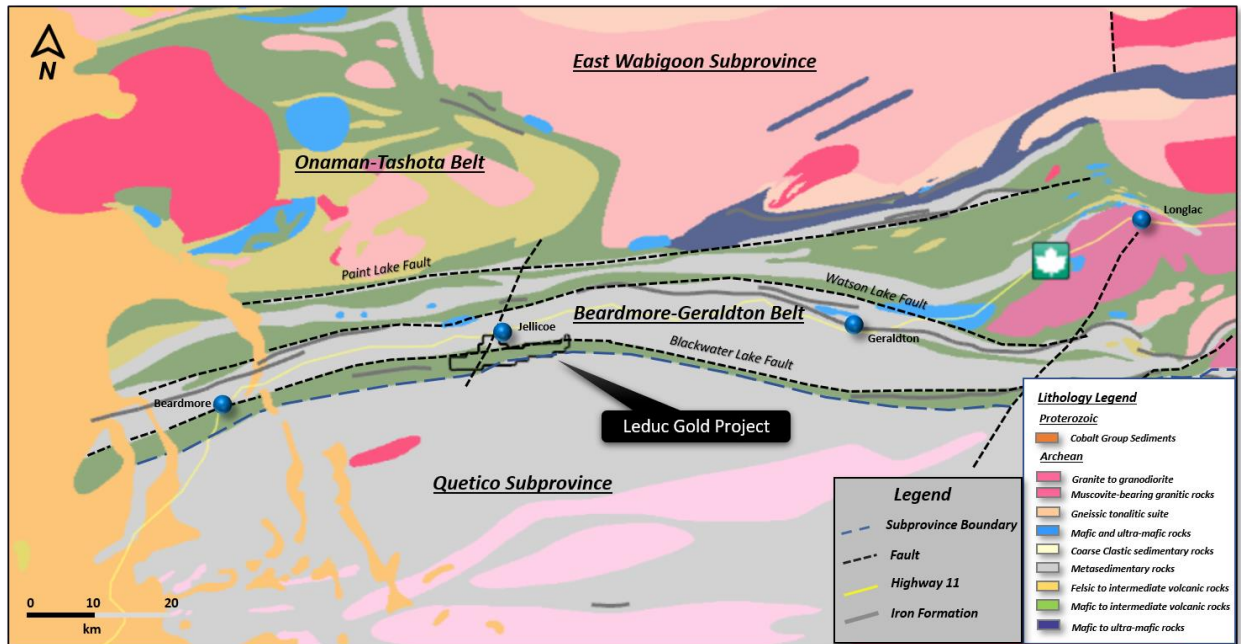 N
East Wabigoon Subprovince
Onaman-Tashota Belt
Longlac
Paint Lake Fault
Watson Lake Fault
Beardmore-Geraldton Belt
Jellicoe
Geraldton
Blackwater Lake Fault
Beardmore
Leduc Gold Project
Quetico Subprovince
0 10 20
km
Legend
Subprovince Boundary
Fault
Highway 11
Iron Formation
Lithology Legend
Proterozoic
Cobalt Group Sediments
Archean
Granite to granodiorite
Muscovite-bearing granitic rocks
Gneissic tonalitic suite
Mafic and ultra-mafic rocks
Coarse Clastic sedimentary rocks
Metasedimentary rocks
Felsic to intermediate volcanic rocks
Mafic to intermediate volcanic rocks
Mafic to ultra-mafic rocks